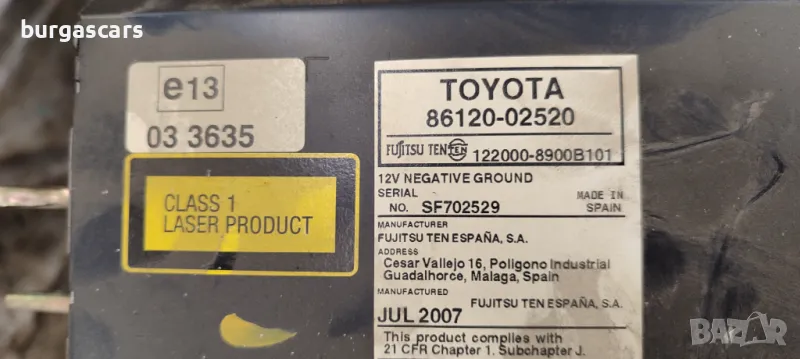 burgascars
e13
03 3635
CLASS 1
LASER PRODUCT
TOYOTA
86120-02520
FUJITSU TEN TEN 122000-8900B101
12V NEGATIVE GROUND
SERIAL
NO. SF702529
MADE IN
SPAIN
MANUFACTURER
FUJITSU TEN ESPAÑA, S.A.
ADDRESS
Cesar Vallejo 16, Poligono Industrial
Guadalhorce, Malaga, Spain
MANUFACTURED
FUJITSU TEN ESPAÑA, S.A.
JUL 2007
This product complies with
21 CFR Chapter 1. Subchapter J.
BAZAR